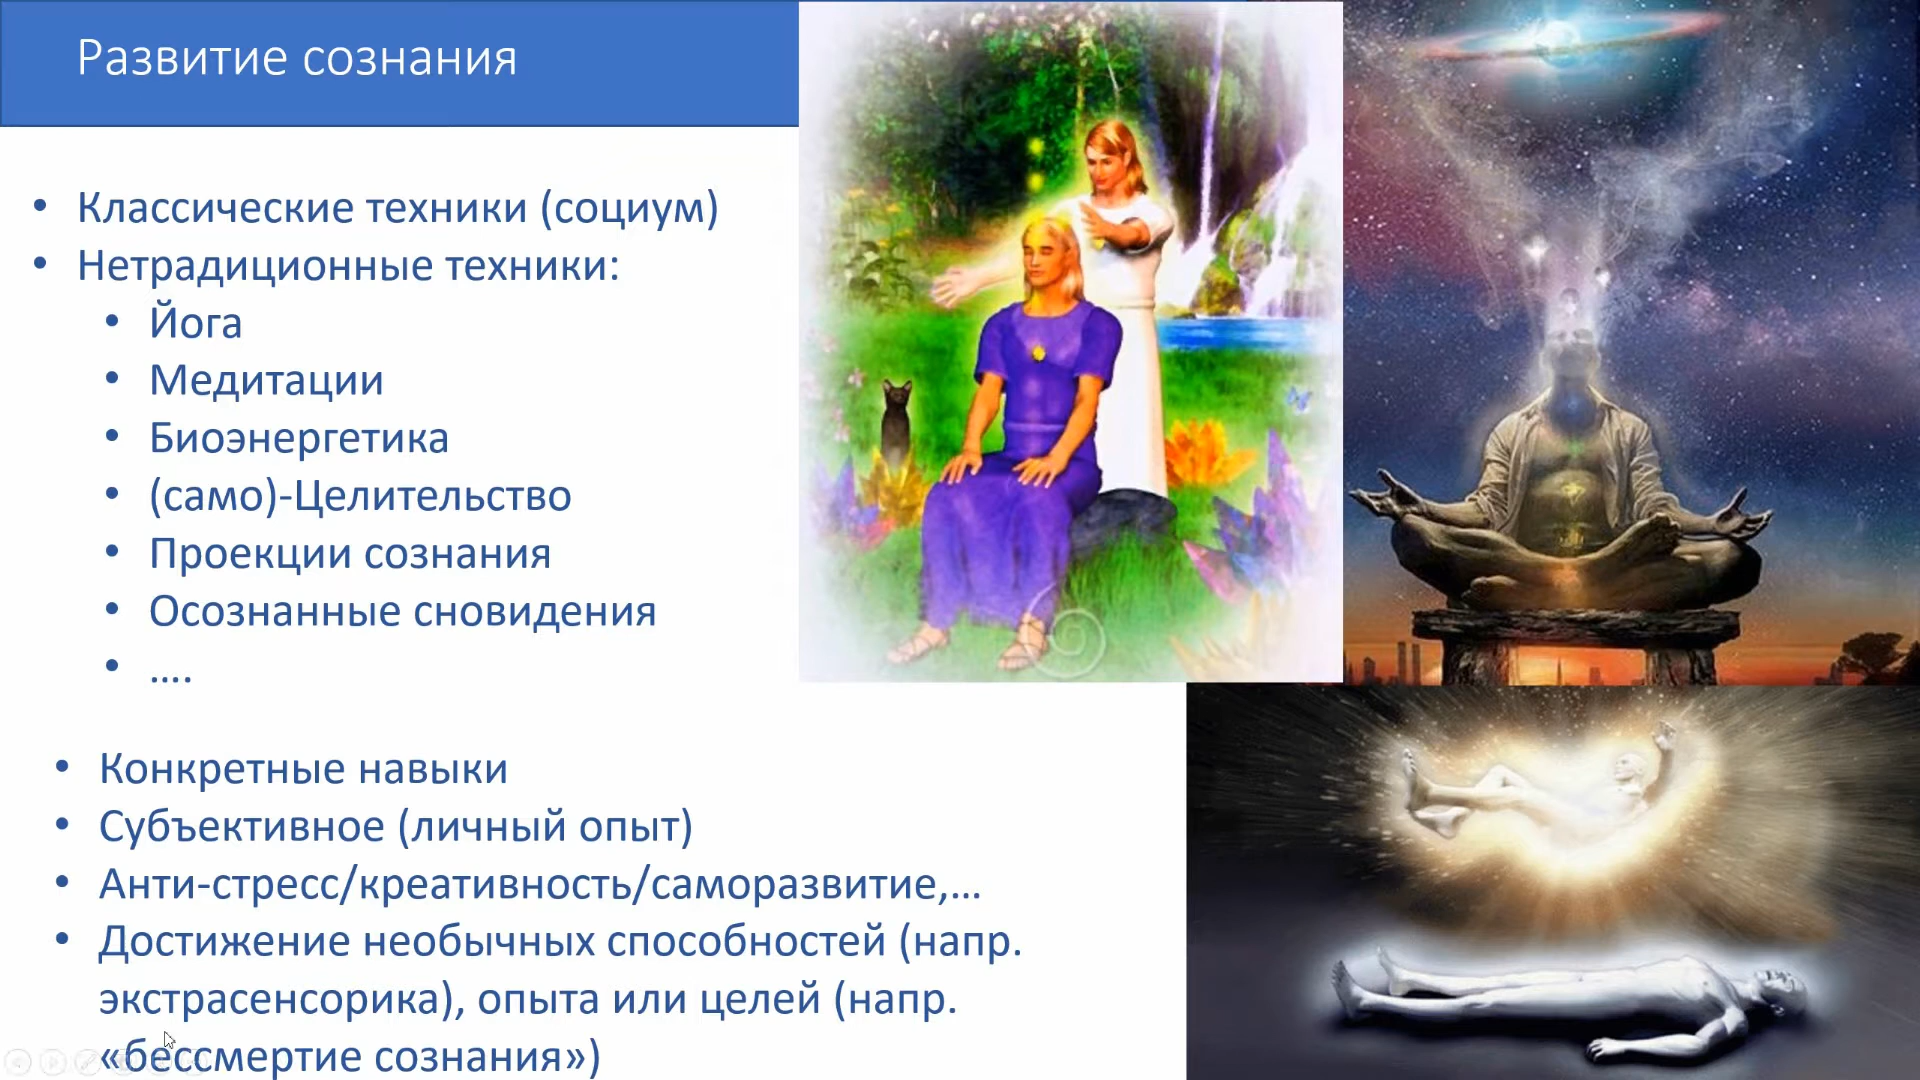 Развитие сознания
• Классические техники (социум)
• Нетрадиционные техники:
• Йога
• Медитации
• Биоэнергетика
• (само)-Целительство
• Проекции сознания
• Осознанные сновидения
• ....
• Конкретные навыки
• Субъективное (личный опыт)
• Анти-стресс/креативность/саморазвитие,...
• Достижение необычных способностей (напр.
экстрасенсорика), опыта или целей (напр.
«бессмертие сознания»)